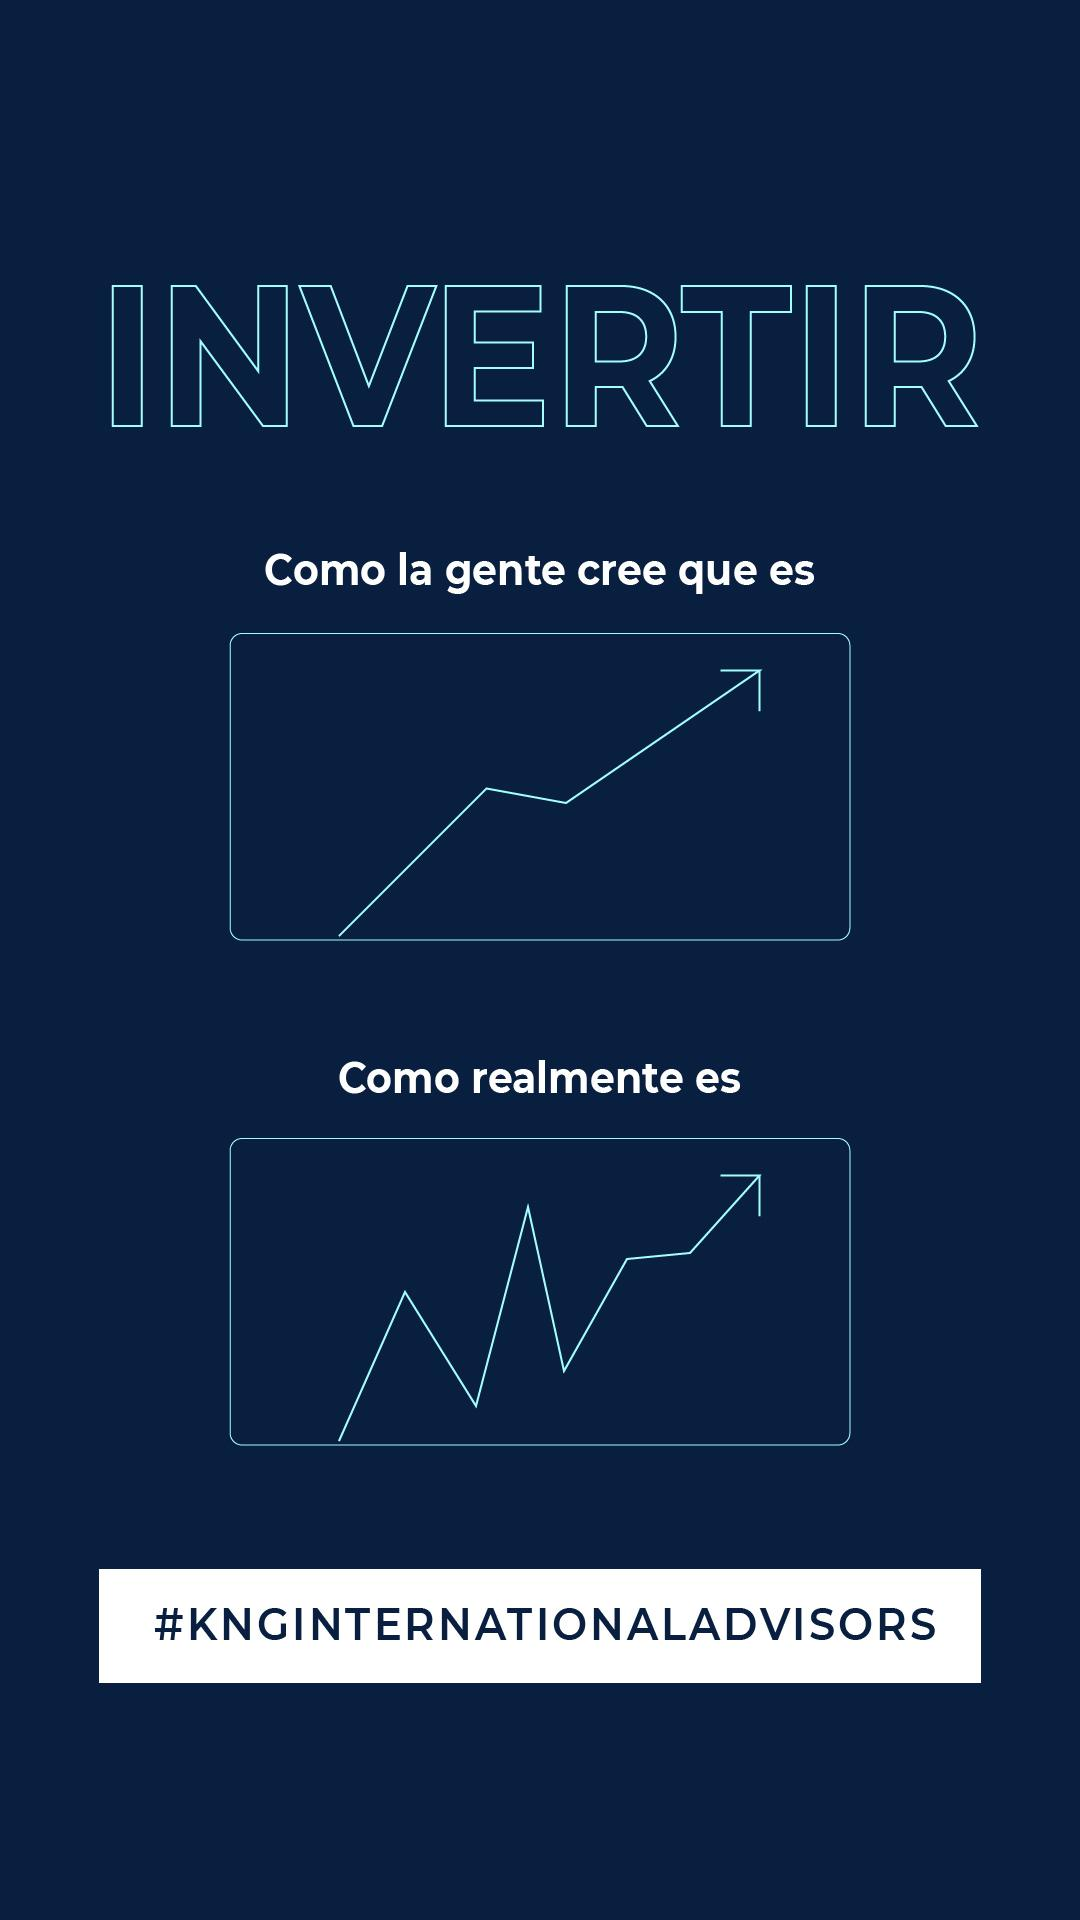 INVERTIR
Como la gente cree que es
Como realmente es
#KNGINTERNATIONALADVISORS